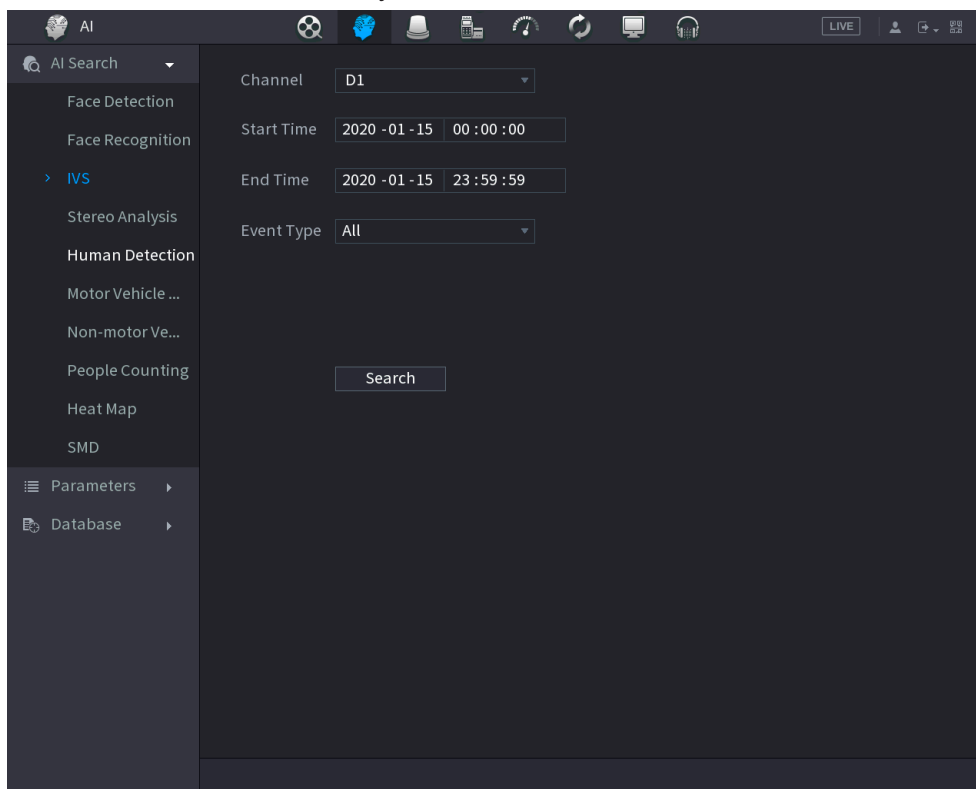 AI
LIVE
AI Search
Face Detection
Face Recognition
IVS
Stereo Analysis
Human Detection
Motor Vehicle ...
Non-motor Ve...
People Counting
Heat Map
SMD
Parameters
Database
Channel D1
Start Time 2020 -01 -15 00 : 00 : 00
End Time 2020 -01 -15 23 : 59 : 59
Event Type All
Search